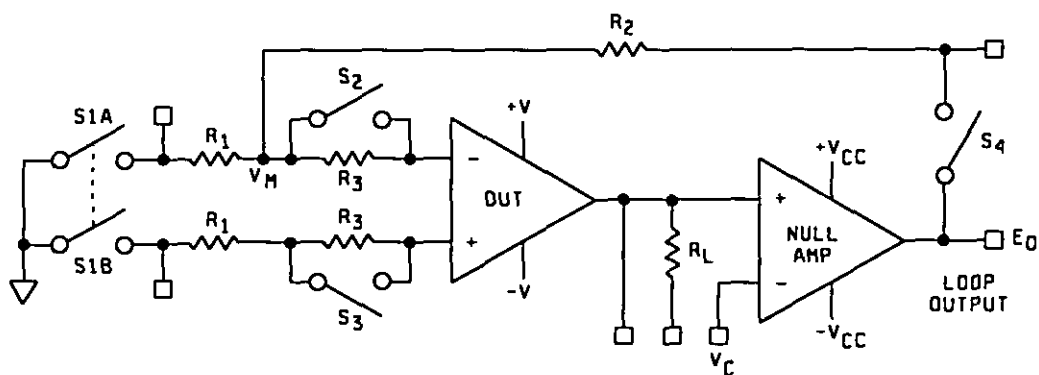 R2
S2
S1A
R1
R3
VM
+V
-
DUT
+
-V
S4
+VCC
+
NULL
AMP
-
-VCC
E0
LOOP
OUTPUT
R1
R3
S1B
S3
RL
VC